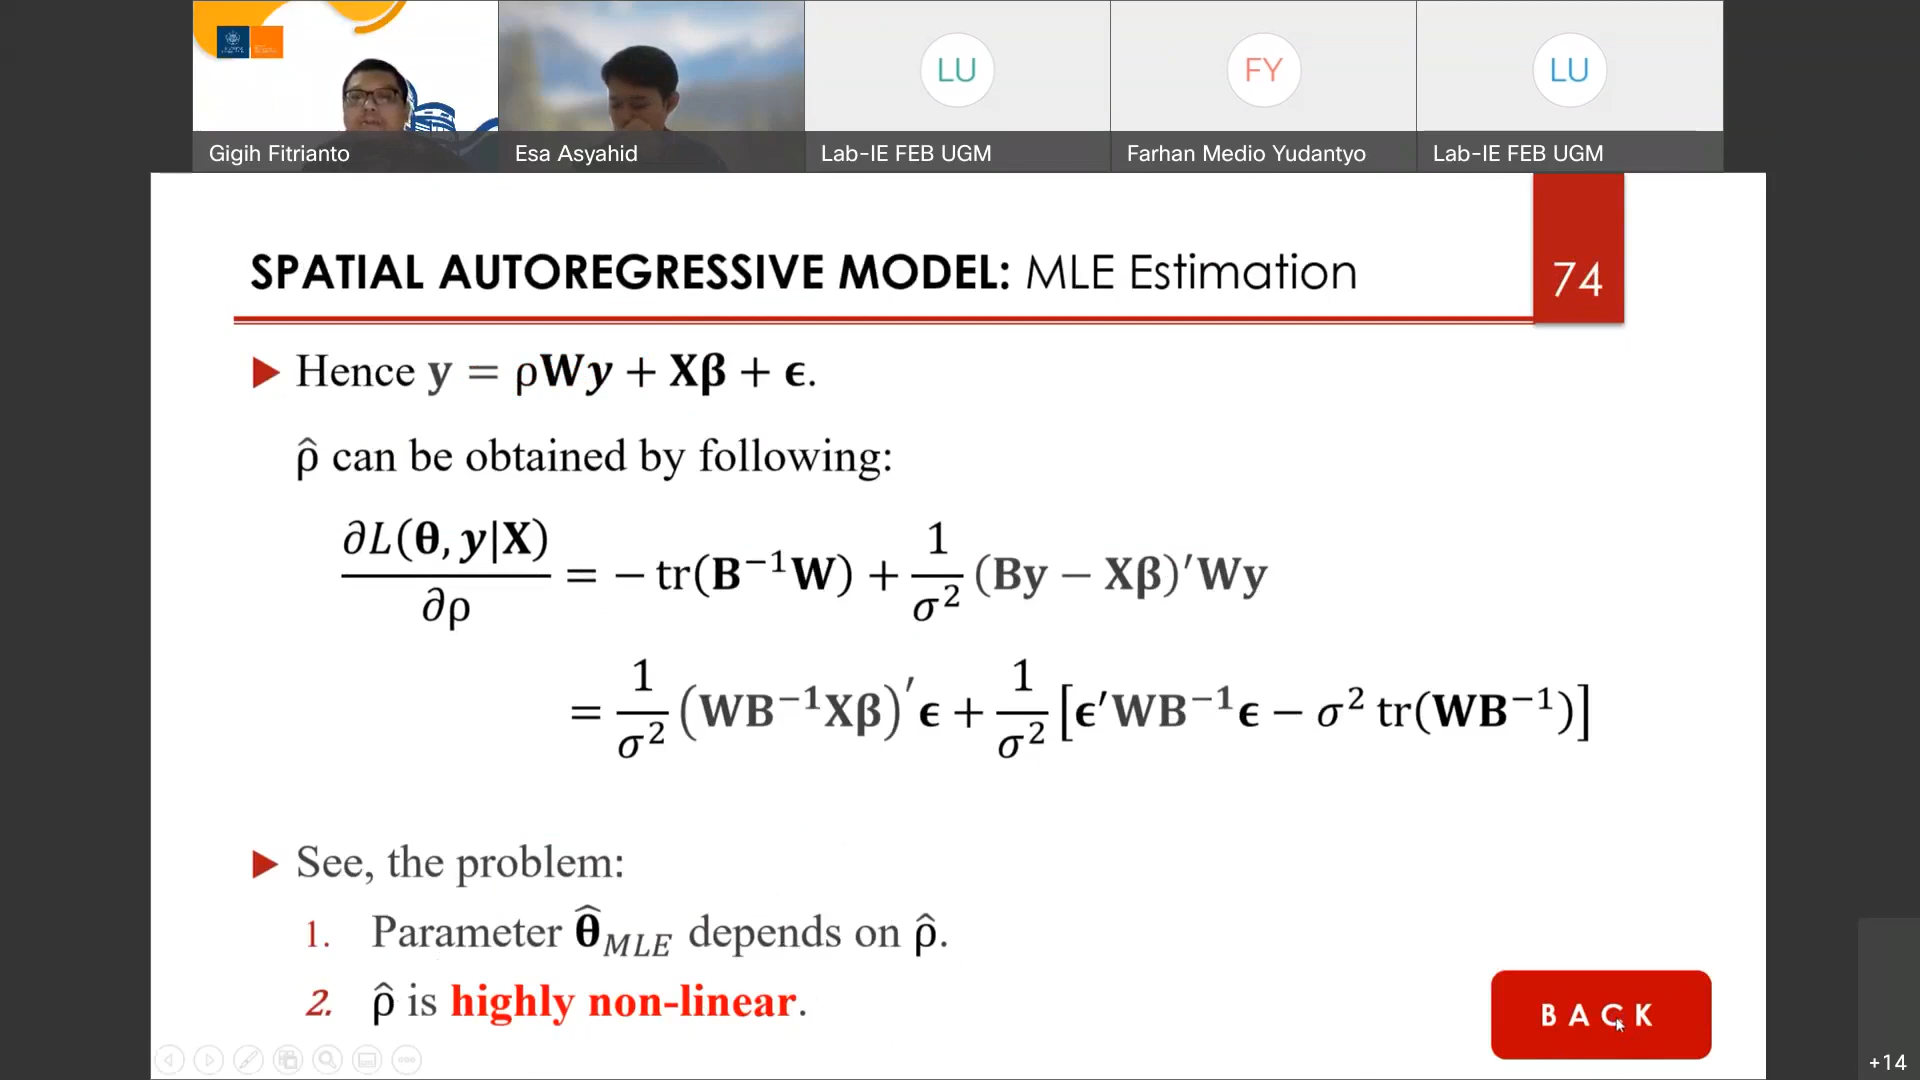 LU
FY
LU
Gigih Fitrianto
Esa Asyahid
Lab-IE FEB UGM
Farhan Medio Yudantyo
Lab-IE FEB UGM
SPATIAL AUTOREGRESSIVE MODEL: MLE Estimation
74
Hence y = ρWy + Xβ + ϵ.
ρ̂ can be obtained by following:
∂L(θ, y|X)/∂ρ = − tr(B⁻¹W) + 1/σ² (By − Xβ)′Wy
= 1/σ² (WB⁻¹Xβ)′ϵ + 1/σ² [ϵ′WB⁻¹ϵ − σ² tr(WB⁻¹)]
See, the problem:
1. Parameter θ̂_MLE depends on ρ̂.
2. ρ̂ is highly non-linear.
BACK
+14